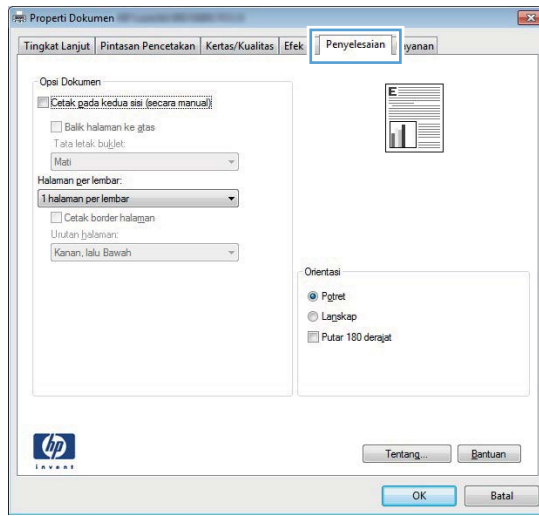 Properti Dokumen
Tingkat Lanjut Pintasan Pencetakan Kertas/Kualitas Efek Penyelesaian yanan
Opsi Dokumen
Cetak pada kedua sisi (secara manual)
Balik halaman ke atas
Tata letak buklet:
Mati
Halaman per lembar:
1 halaman per lembar
Cetak border halaman
Urutan halaman:
Kanan, lalu Bawah
E
Orientasi
Potret
Lanskap
Putar 180 derajat
hp
invent
Tentang... Bantuan
OK Batal